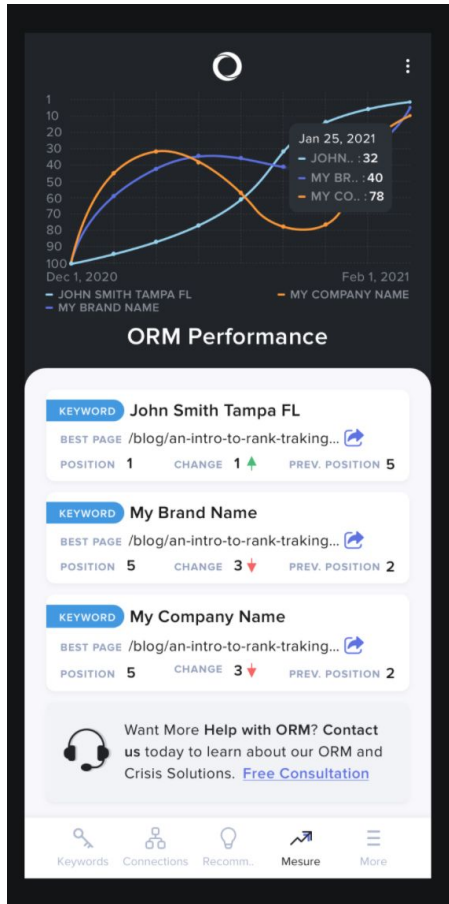 1
10
20
30
40
50
60
70
80
90
100
Jan 25, 2021
JOHN.. : 32
MY BR.. : 40
MY CO.. : 78
Dec 1, 2020 Feb 1, 2021
JOHN SMITH TAMPA FL MY COMPANY NAME
MY BRAND NAME
ORM Performance
KEYWORD John Smith Tampa FL
BEST PAGE /blog/an-intro-to-rank-traking...
POSITION 1 CHANGE 1 PREV. POSITION 5
KEYWORD My Brand Name
BEST PAGE /blog/an-intro-to-rank-traking...
POSITION 5 CHANGE 3 PREV. POSITION 2
KEYWORD My Company Name
BEST PAGE /blog/an-intro-to-rank-traking...
POSITION 5 CHANGE 3 PREV. POSITION 2
Want More Help with ORM? Contact
us today to learn about our ORM and
Crisis Solutions. Free Consultation
Keywords Connections Recomm.. Mesure More